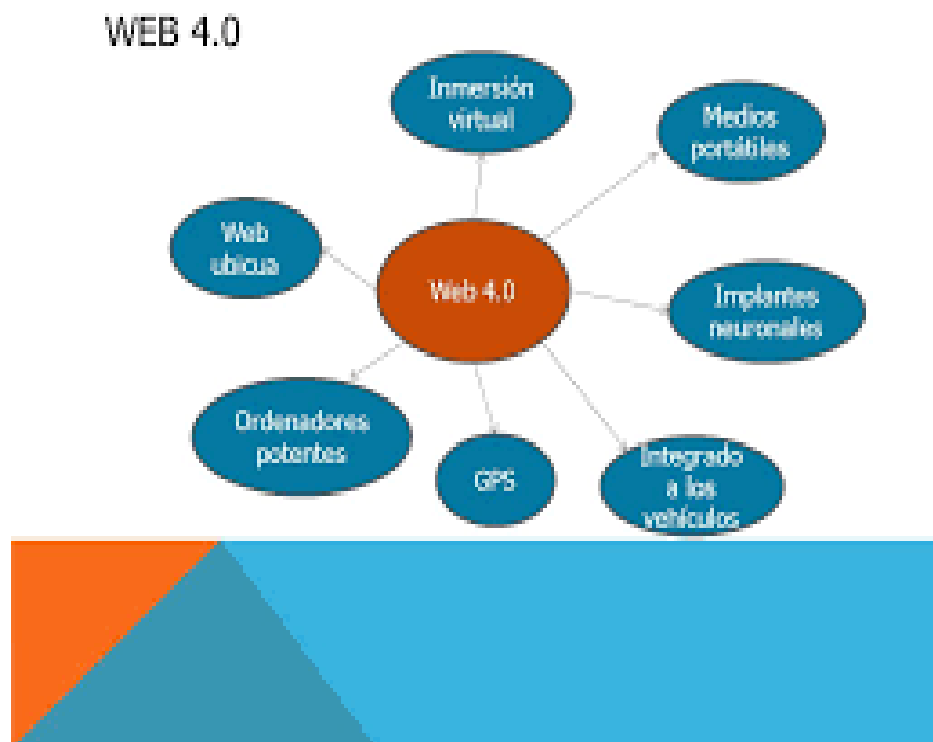 WEB 4.0
Inmersión
virtual
Medios
portátiles
Web
ubicua
Web 4.0
Implantes
neuronales
Ordenadores
potentes
GPS
Integrado
a los
vehículos